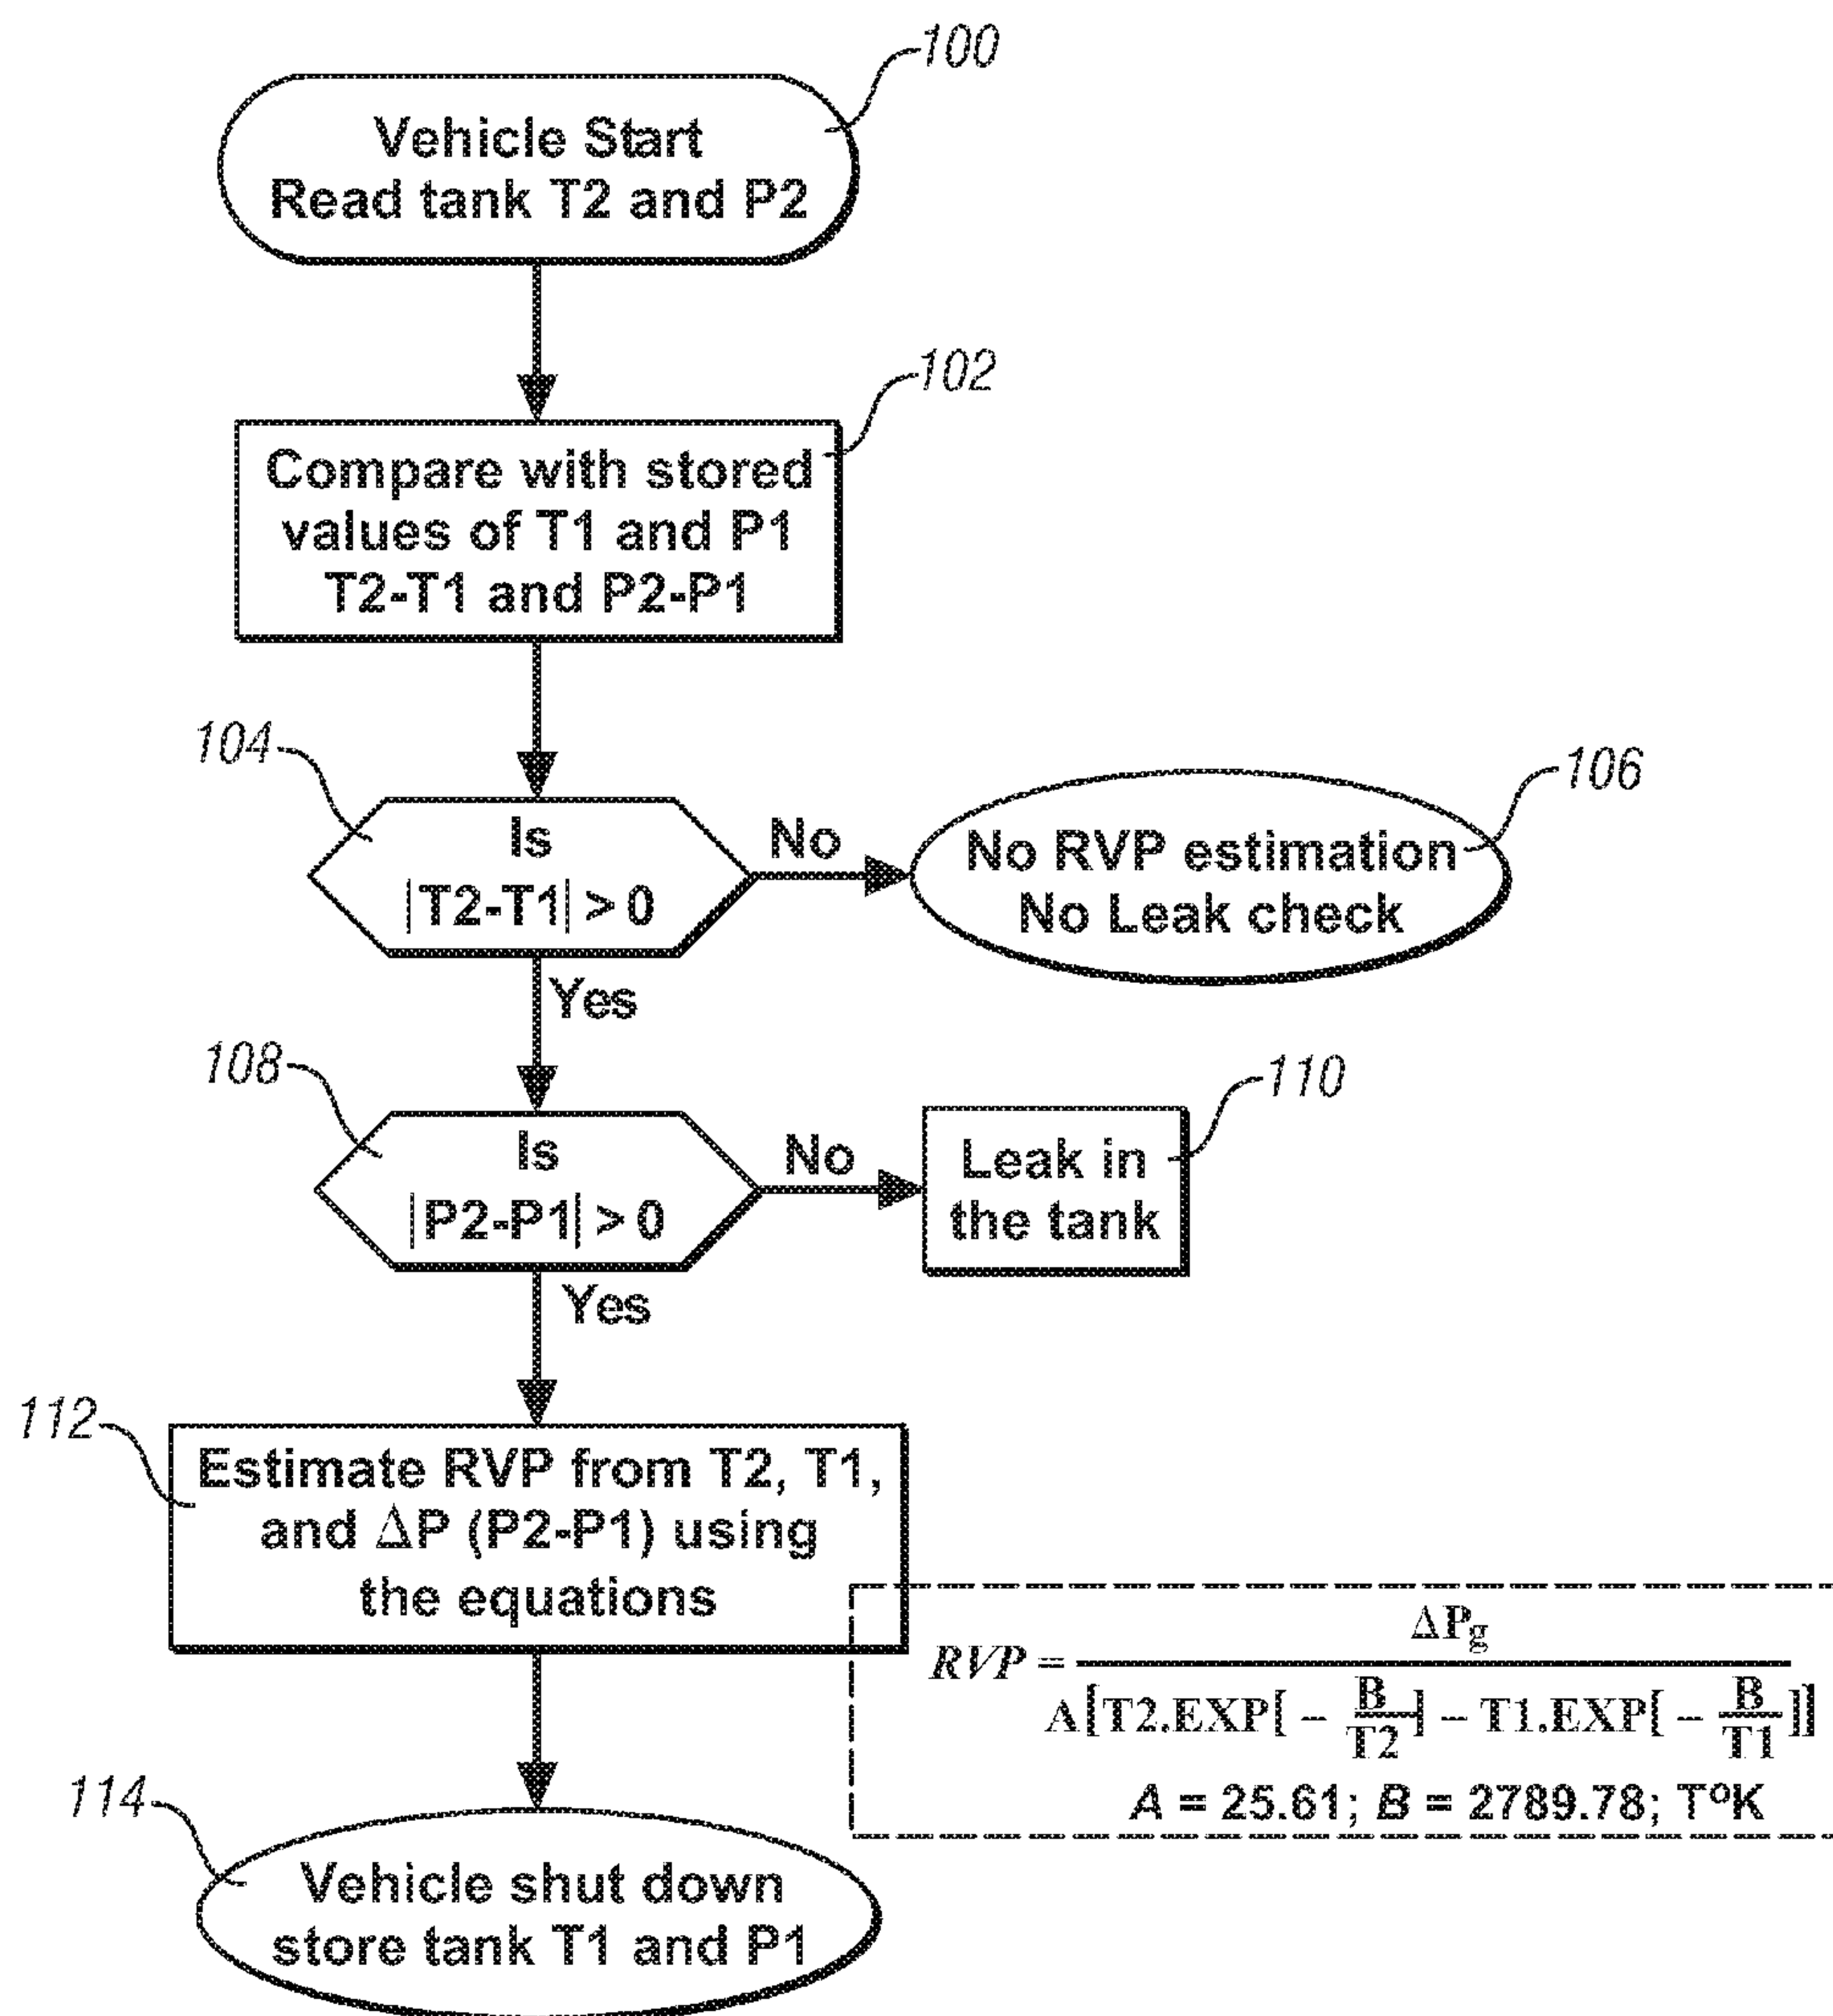 100
Vehicle Start
Read tank T2 and P2
102
Compare with stored
values of T1 and P1
T2-T1 and P2-P1
104
Is
|T2-T1| > 0
No
106
No RVP estimation
No Leak check
Yes
108
Is
|P2-P1| > 0
No
110
Leak in
the tank
Yes
112
Estimate RVP from T2, T1,
and ΔP (P2-P1) using
the equations
RVP = ΔPg / A[T2.EXP[ - B/T2] - T1.EXP[ - B/T1]]
A = 25.61; B = 2789.78; TºK
114
Vehicle shut down
store tank T1 and P1